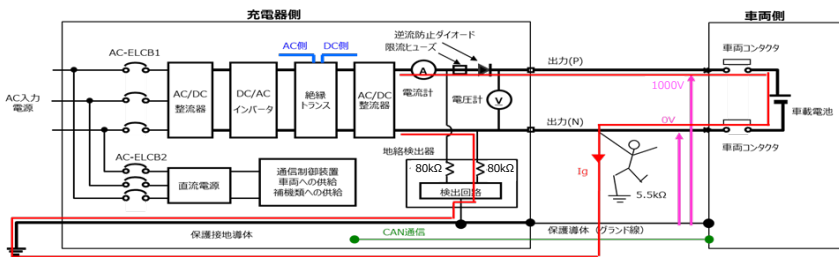 充電器側
車両側
AC-ELCB1
AC側
DC側
逆流防止ダイオード
限流ヒューズ
AC入力
電源
AC/DC
整流器
DC/AC
インバータ
絶縁
トランス
AC/DC
整流器
A
電流計
電圧計
V
出力(P)
出力(N)
車両コンタクタ
1000V
0V
車載電池
車両コンタクタ
AC-ELCB2
直流電源
通信制御装置
車両への供給
補機類への供給
地絡検出器
80kΩ
80kΩ
検出回路
Ig
5.5kΩ
保護接地導体
CAN通信
保護導体（グランド線）